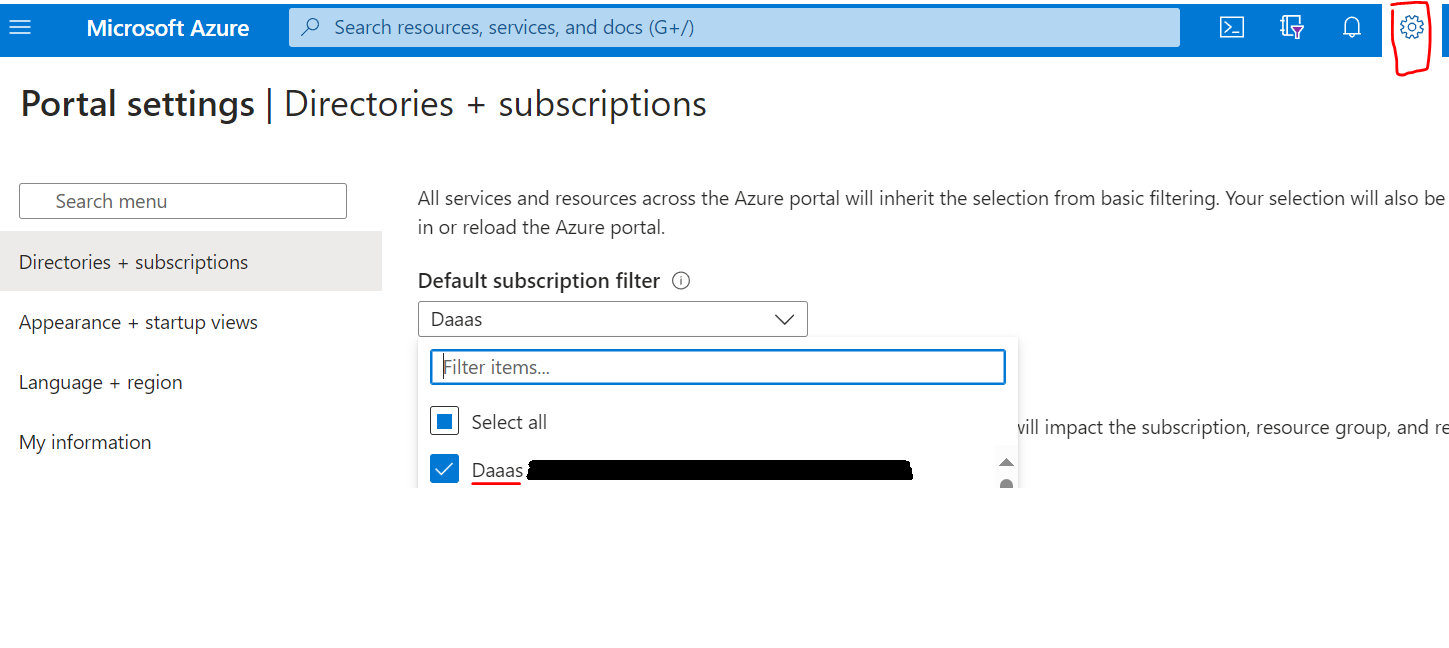 Microsoft Azure
Search resources, services, and docs (G+/)
Portal settings | Directories + subscriptions
Search menu
Directories + subscriptions
Appearance + startup views
Language + region
My information
All services and resources across the Azure portal will inherit the selection from basic filtering. Your selection will also be
in or reload the Azure portal.
Default subscription filter
Daaas
Filter items...
Select all
will impact the subscription, resource group, and re
Daaas